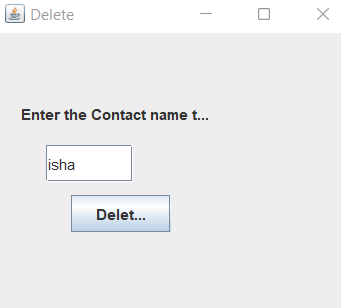 Delete
Enter the Contact name t...
isha
Delet...